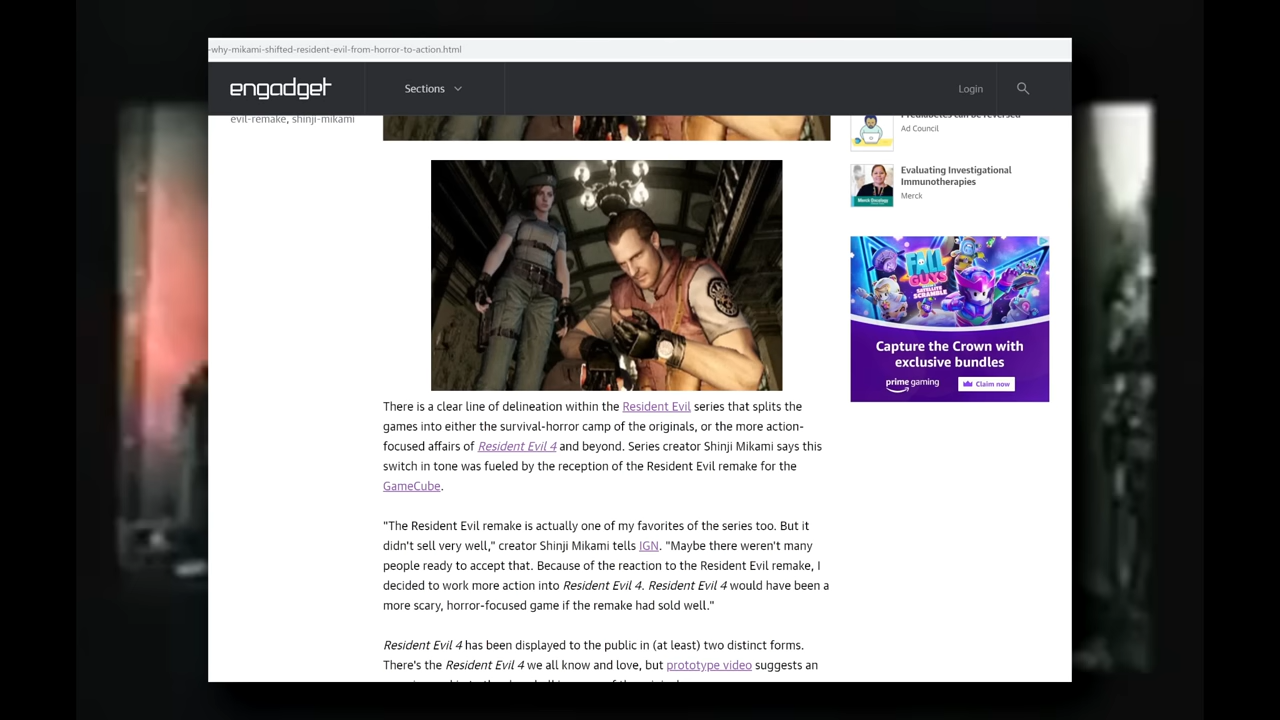 -why-mikami-shifted-resident-evil-from-horror-to-action.html
engadget
Sections
Login
evil-remake, shinji-mikami
Prediabetes can be reversed
Ad Council
Evaluating Investigational
Immunotherapies
Merck
FALL
GUYS
SATELLITE
SCRAMBLE
Capture the Crown with
exclusive bundles
prime gaming
Claim now
There is a clear line of delineation within the Resident Evil series that splits the
games into either the survival-horror camp of the originals, or the more action-
focused affairs of Resident Evil 4 and beyond. Series creator Shinji Mikami says this
switch in tone was fueled by the reception of the Resident Evil remake for the
GameCube.
"The Resident Evil remake is actually one of my favorites of the series too. But it
didn't sell very well," creator Shinji Mikami tells IGN. "Maybe there weren't many
people ready to accept that. Because of the reaction to the Resident Evil remake, I
decided to work more action into Resident Evil 4. Resident Evil 4 would have been a
more scary, horror-focused game if the remake had sold well."
Resident Evil 4 has been displayed to the public in (at least) two distinct forms.
There's the Resident Evil 4 we all know and love, but prototype video suggests an